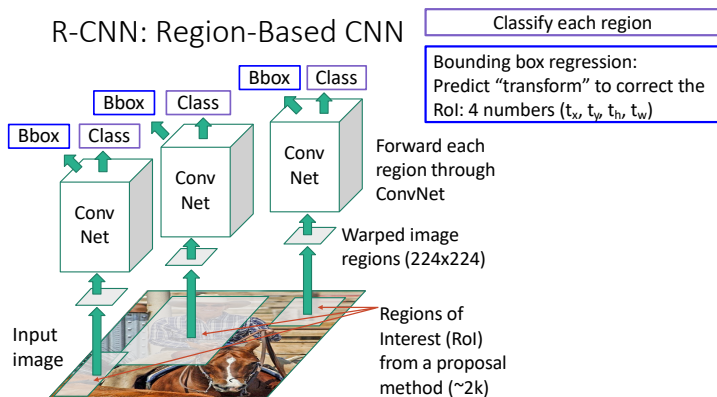 R-CNN: Region-Based CNN
Classify each region
Bounding box regression:
Predict “transform” to correct the
RoI: 4 numbers (tx, ty, th, tw)
Bbox
Class
Bbox
Class
Bbox
Class
Conv
Net
Conv
Net
Conv
Net
Forward each
region through
ConvNet
Warped image
regions (224x224)
Input
image
Regions of
Interest (RoI)
from a proposal
method (~2k)